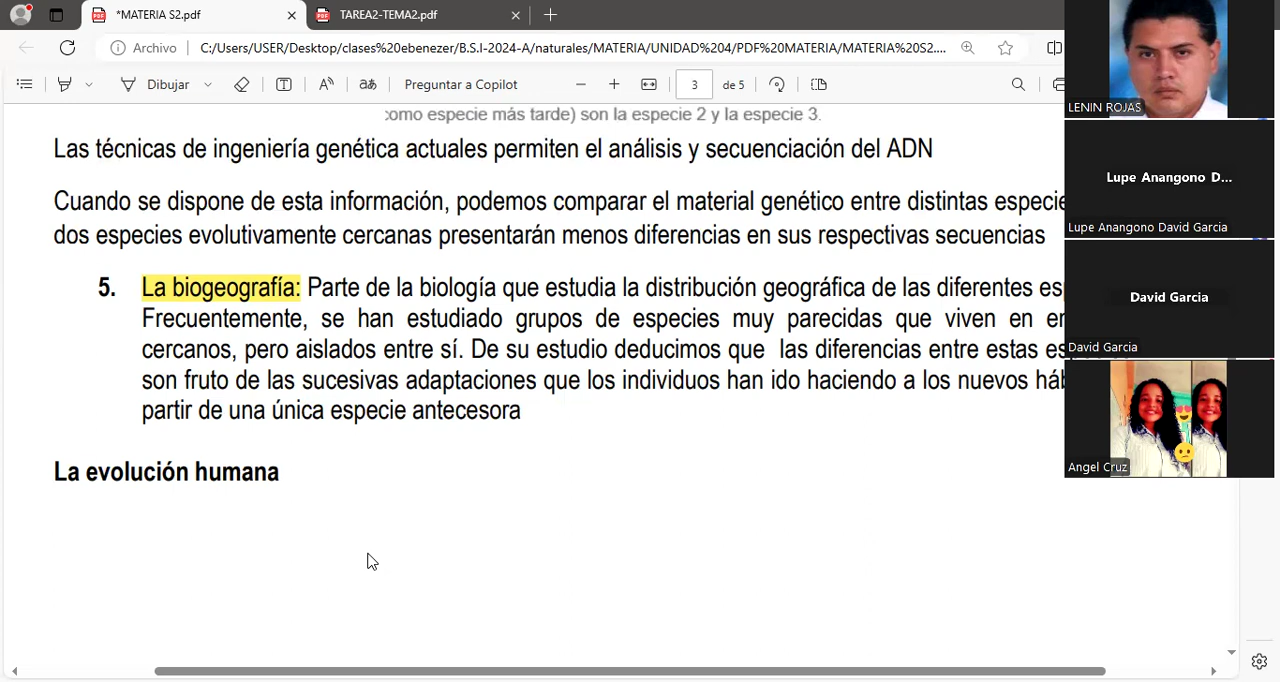 *MATERIA S2.pdf
TAREA2-TEMA2.pdf
Archivo
C:/Users/USER/Desktop/clases%20ebenezer/B.S.I-2024-A/naturales/MATERIA/UNIDAD%204/PDF%20MATERIA/MATERIA%20S2....
Dibujar
Preguntar a Copilot
3
de 5
como especie más tarde) son la especie 2 y la especie 3.
Las técnicas de ingeniería genética actuales permiten el análisis y secuenciación del ADN
Cuando se dispone de esta información, podemos comparar el material genético entre distintas especie
dos especies evolutivamente cercanas presentarán menos diferencias en sus respectivas secuencias
5. La biogeografía: Parte de la biología que estudia la distribución geográfica de las diferentes es
Frecuentemente, se han estudiado grupos de especies muy parecidas que viven en
cercanos, pero aislados entre sí. De su estudio deducimos que las diferencias entre estas es
son fruto de las sucesivas adaptaciones que los individuos han ido haciendo a los nuevos há
partir de una única especie antecesora
La evolución humana
LENIN ROJAS
Lupe Anangono D...
Lupe Anangono David Garcia
David Garcia
David Garcia
Angel Cruz